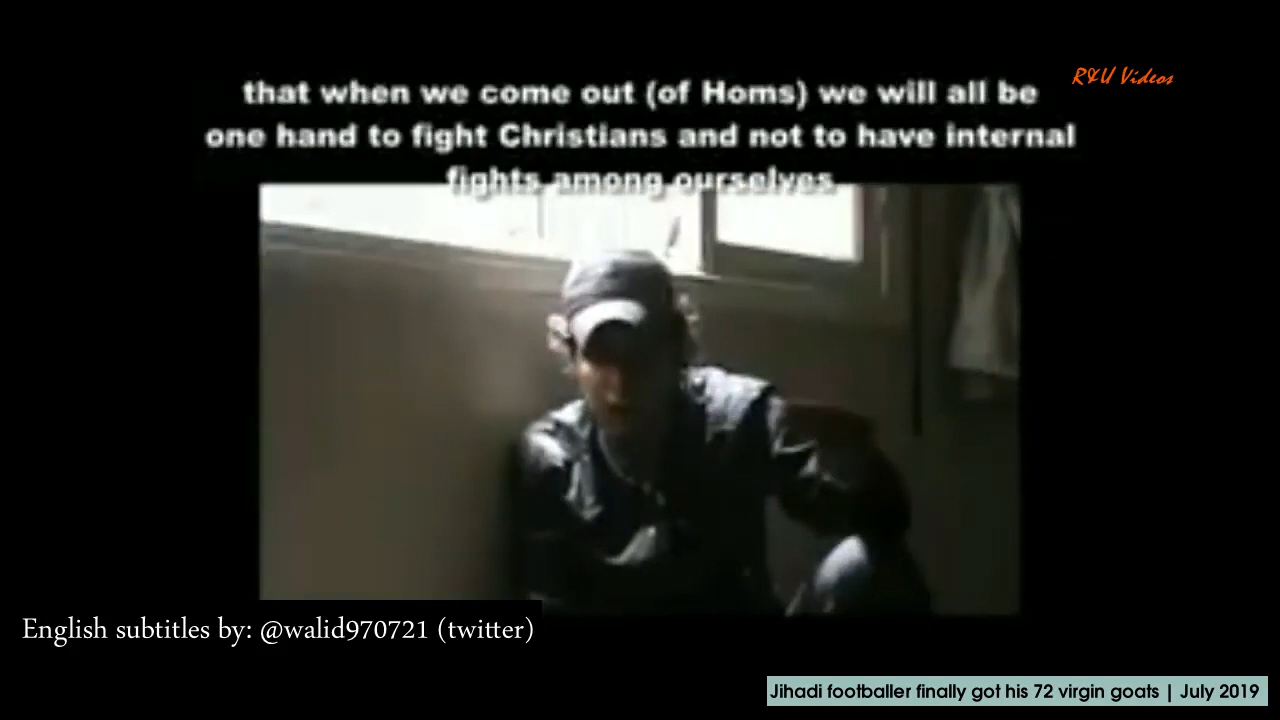 R&U Videos
that when we come out (of Homs) we will all be
one hand to fight Christians and not to have internal
fights among ourselves
English subtitles by: @walid970721 (twitter)
Jihadi footballer finally got his 72 virgin goats | July 2019